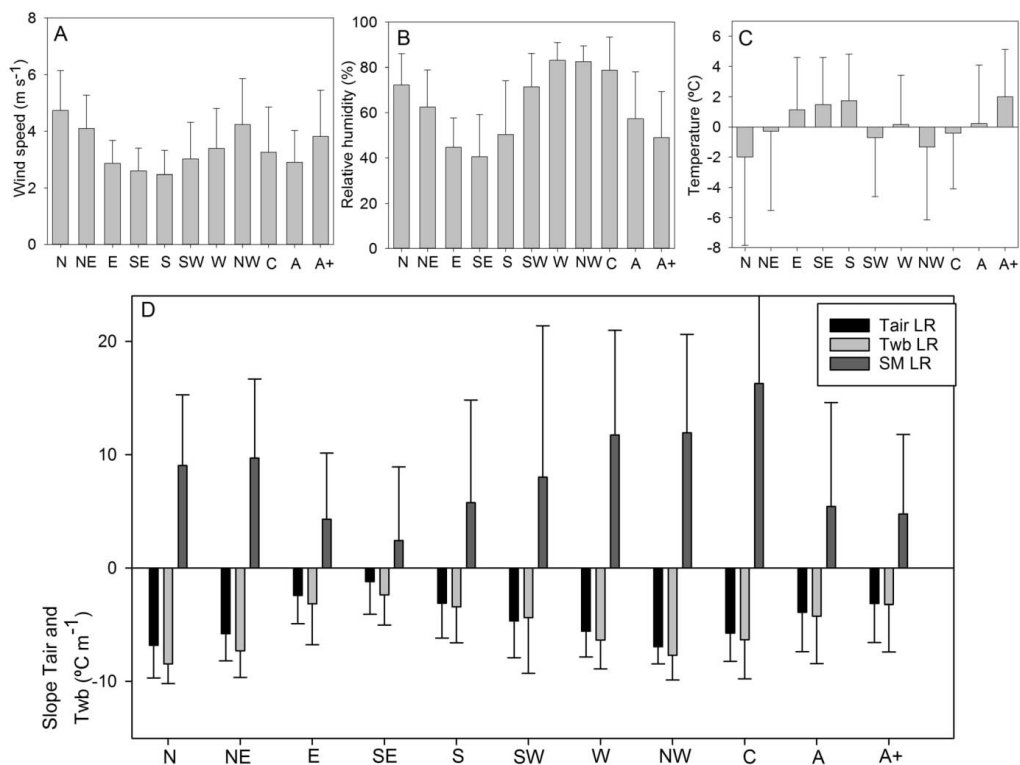 A
Wind speed (m s-1)
8
6
4
2
0
N NE E SE S SW W NW C A A+
B
Relative humidity (%)
100
80
60
40
20
0
N NE E SE S SW W NW C A A+
C
Temperature (ºC)
6
4
2
0
-2
-4
-6
-8
N NE E SE S SW W NW C A A+
D
20
10
0
-10
Slope Tair and
Twb (ºC m-1)
Tair LR
Twb LR
SM LR
N NE E SE S SW W NW C A A+